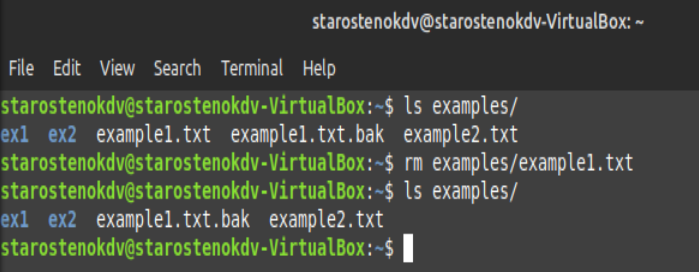 starostenokdv@starostenokdv-VirtualBox: ~
File Edit View Search Terminal Help
starostenokdv@starostenokdv-VirtualBox:~$ ls examples/
ex1 ex2 example1.txt example1.txt.bak example2.txt
starostenokdv@starostenokdv-VirtualBox:~$ rm examples/example1.txt
starostenokdv@starostenokdv-VirtualBox:~$ ls examples/
ex1 ex2 example1.txt.bak example2.txt
starostenokdv@starostenokdv-VirtualBox:~$